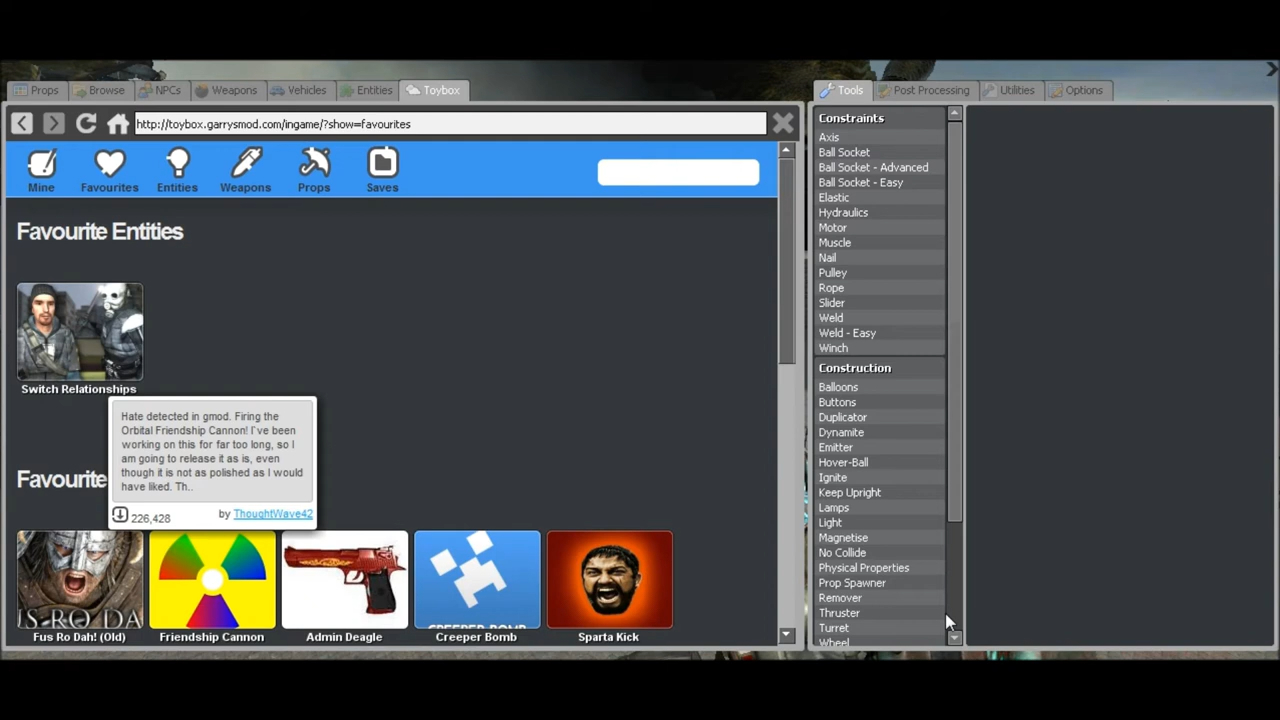 Props Browse NPCs Weapons Vehicles Entities Toybox
http://toybox.garrysmod.com/ingame/?show=favourites
Mine Favourites Entities Weapons Props Saves
Favourite Entities
Switch Relationships
Hate detected in gmod. Firing the
Orbital Friendship Cannon! I've been
working on this for far too long, so I
am going to release it as is, even
though it is not as polished as I would
have liked. Th..
226,428 by ThoughtWave42
Favourite
US RO DA
CREEPER BOMB
Fus Ro Dah! (Old) Friendship Cannon Admin Deagle Creeper Bomb Sparta Kick
Tools Post Processing Utilities Options
Constraints
Axis
Ball Socket
Ball Socket - Advanced
Ball Socket - Easy
Elastic
Hydraulics
Motor
Muscle
Nail
Pulley
Rope
Slider
Weld
Weld - Easy
Winch
Construction
Balloons
Buttons
Duplicator
Dynamite
Emitter
Hover-Ball
Ignite
Keep Upright
Lamps
Light
Magnetise
No Collide
Physical Properties
Prop Spawner
Remover
Thruster
Turret
Wheel